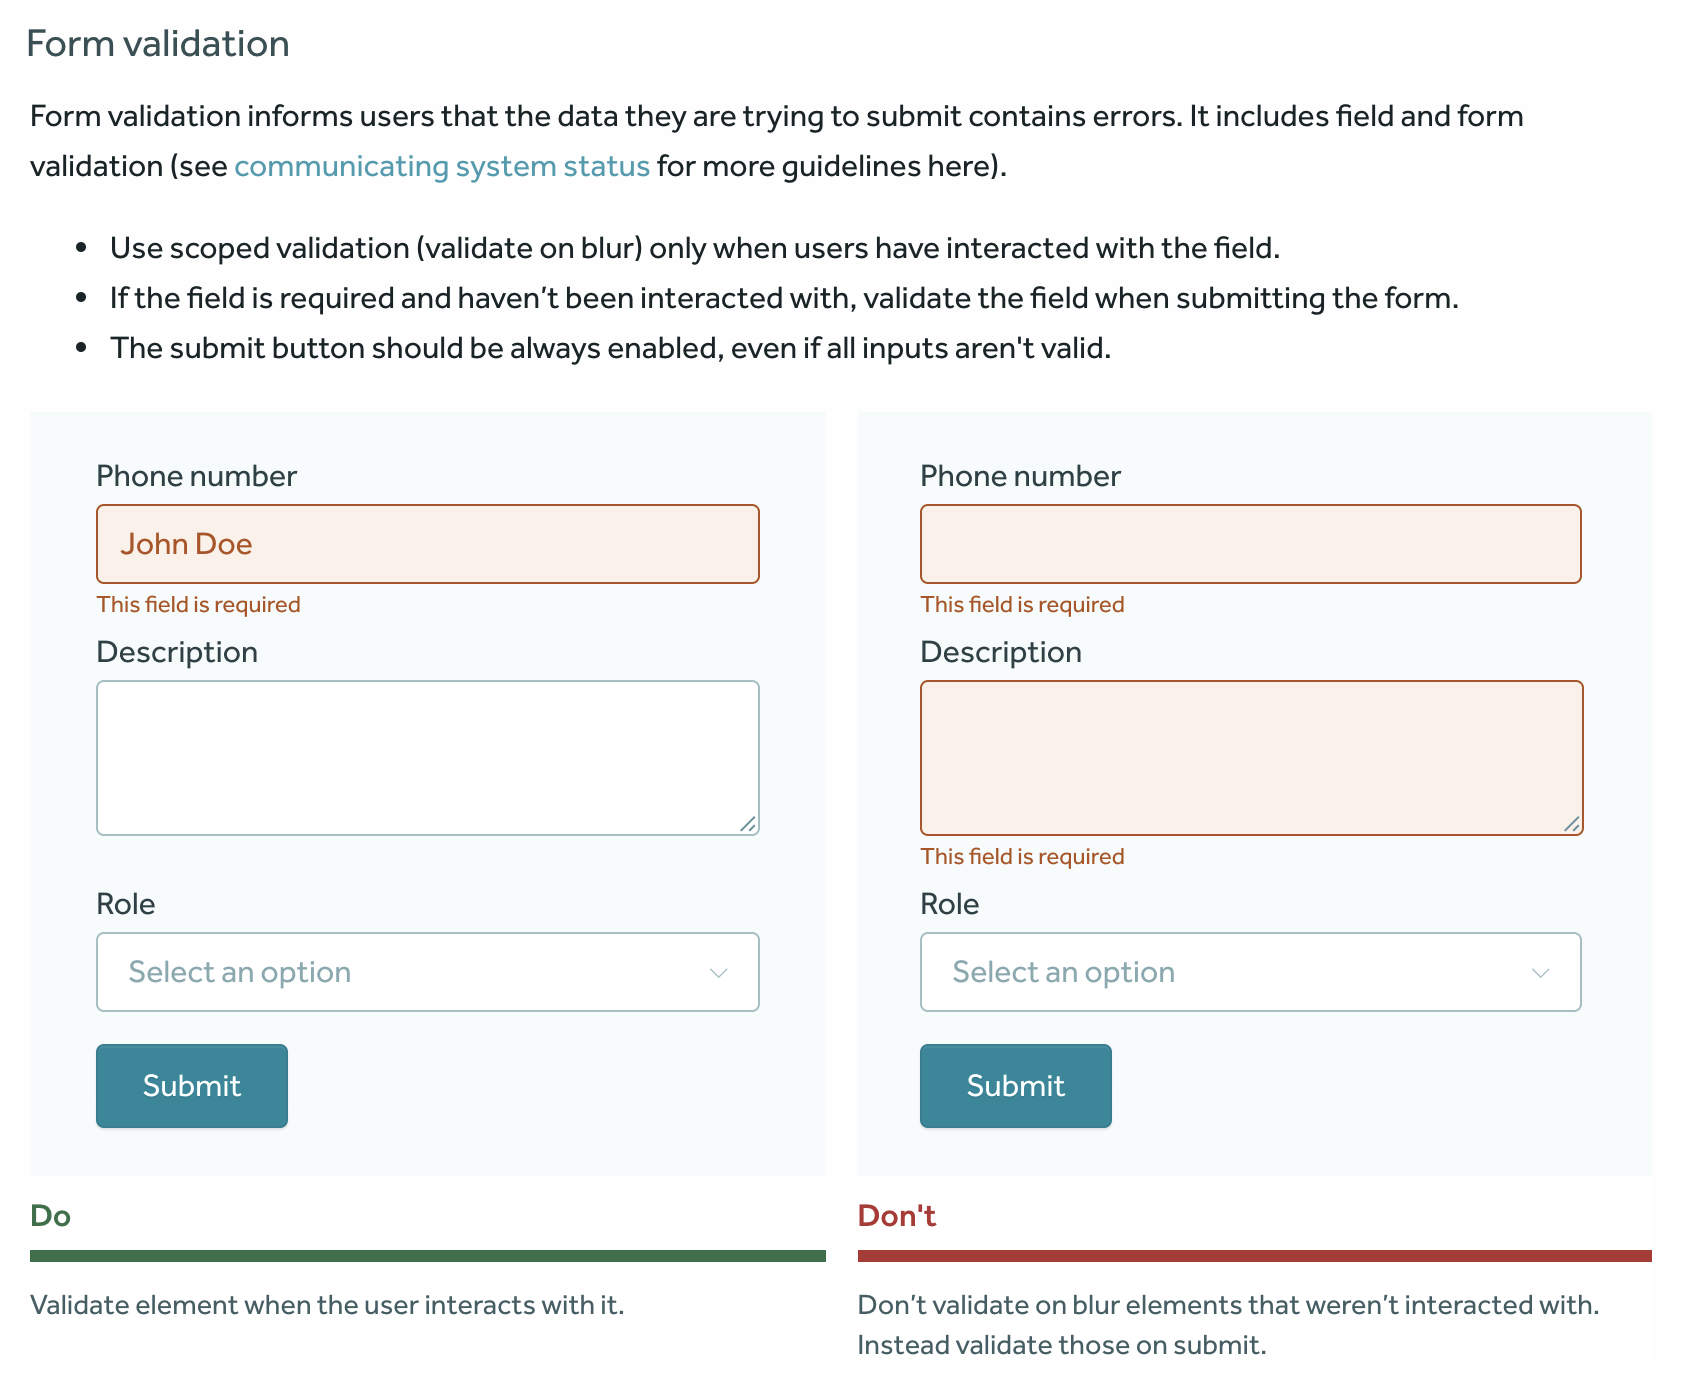 Form validation
Form validation informs users that the data they are trying to submit contains errors. It includes field and form
validation (see communicating system status for more guidelines here).
• Use scoped validation (validate on blur) only when users have interacted with the field.
• If the field is required and haven’t been interacted with, validate the field when submitting the form.
• The submit button should be always enabled, even if all inputs aren't valid.
Phone number
John Doe
This field is required
Description
Role
Select an option
Submit
Do
Validate element when the user interacts with it.
Phone number
This field is required
Description
This field is required
Role
Select an option
Submit
Don't
Don’t validate on blur elements that weren’t interacted with.
Instead validate those on submit.